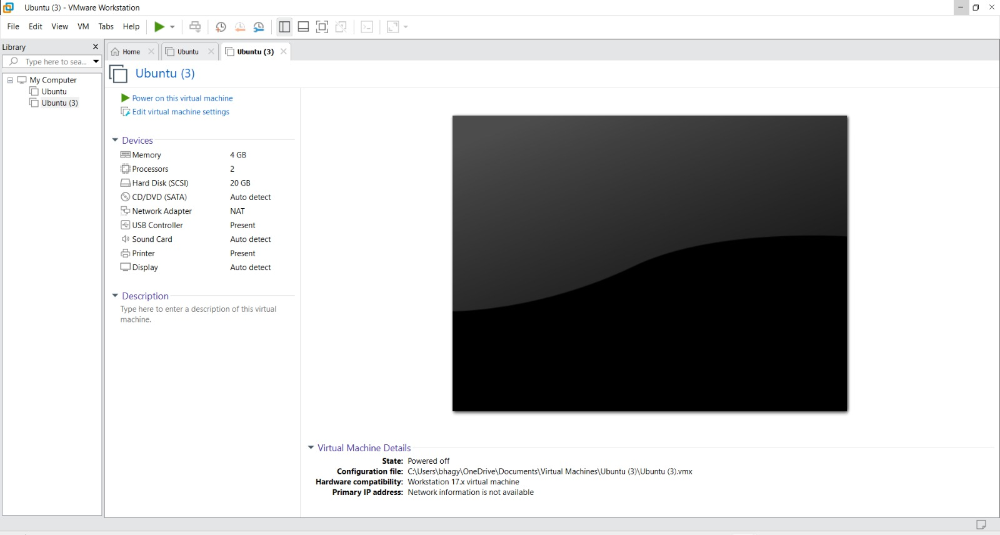 Ubuntu (3) - VMware Workstation
File Edit View VM Tabs Help
Library
Type here to sea...
My Computer
Ubuntu
Ubuntu (3)
Home
Ubuntu
Ubuntu (3)
Ubuntu (3)
Power on this virtual machine
Edit virtual machine settings
Devices
Memory 4 GB
Processors 2
Hard Disk (SCSI) 20 GB
CD/DVD (SATA) Auto detect
Network Adapter NAT
USB Controller Present
Sound Card Auto detect
Printer Present
Display Auto detect
Description
Type here to enter a description of this virtual
machine.
Virtual Machine Details
State: Powered off
Configuration file: C:\Users\bhagy\OneDrive\Documents\Virtual Machines\Ubuntu (3)\Ubuntu (3).vmx
Hardware compatibility: Workstation 17.x virtual machine
Primary IP address: Network information is not available